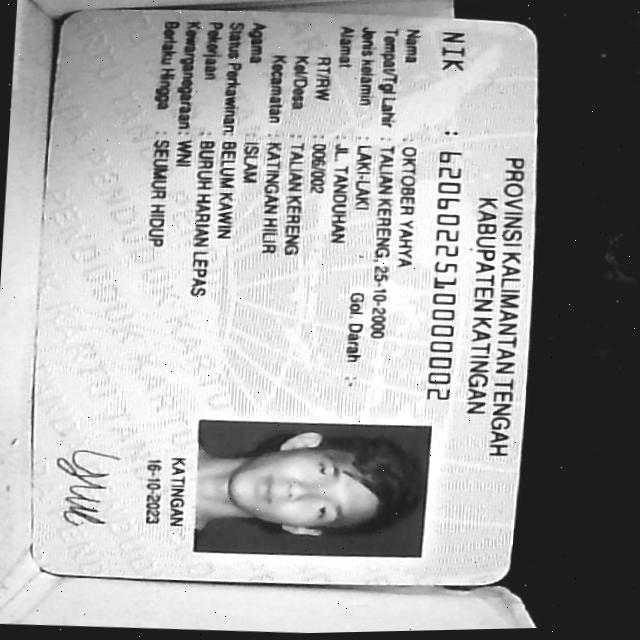 PROVINSI KALIMANTAN TENGAH
KABUPATEN KATINGAN
NIK : 6206022510000002
Nama : OKTOBER YAHYA
Tempat/Tgl Lahir : TALIAN KERENG, 25-10-2000
Jenis kelamin : LAKI-LAKI Gol. Darah : -
Alamat : JL. TANDUHAN
RT/RW : 006/002
Kel/Desa : TALIAN KERENG
Kecamatan : KATINGAN HILIR
Agama : ISLAM
Status Perkawinan: BELUM KAWIN
Pekerjaan : BURUH HARIAN LEPAS
Kewarganegaraan: WNI
Berlaku Hingga : SEUMUR HIDUP
KATINGAN
16-10-2023